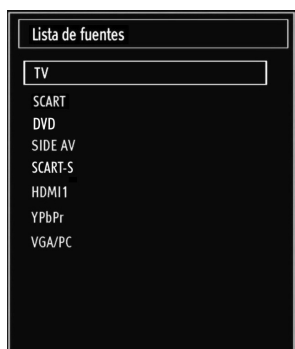 Lista de fuentes
TV
SCART
DVD
SIDE AV
SCART-S
HDMI1
YPbPr
VGA/PC